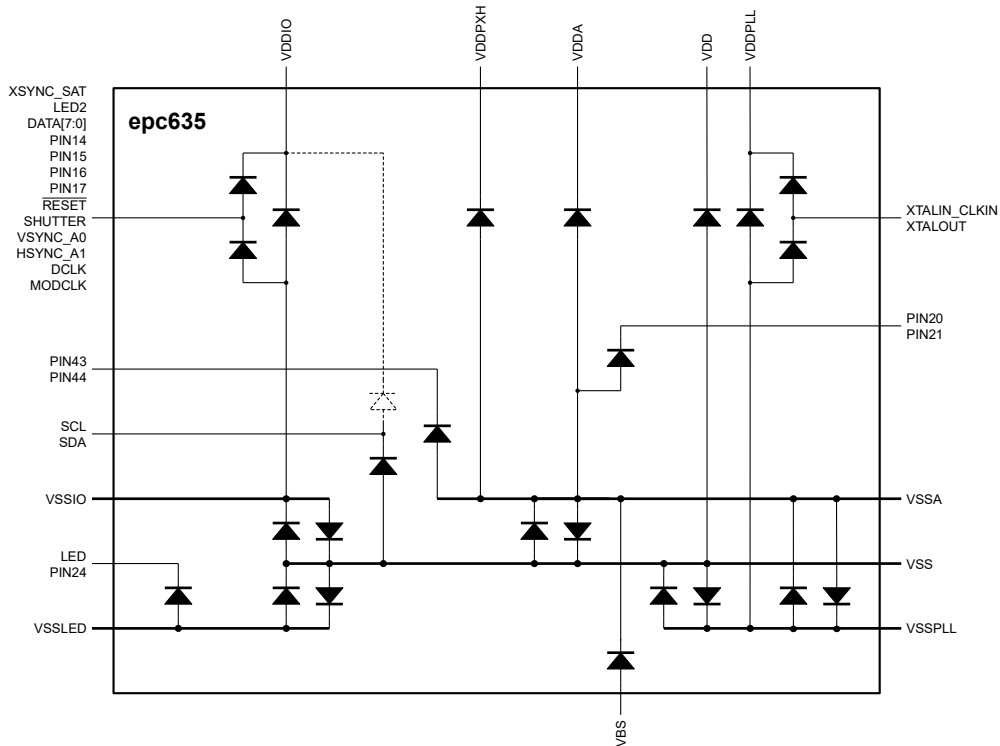 VDDIO
VDDPXH
VDDA
VDD
VDDPLL
epc635
XSYNC_SAT
LED2
DATA[7:0]
PIN14
PIN15
PIN16
PIN17
RESET
SHUTTER
VSYNC_A0
HSYNC_A1
DCLK
MODCLK
XTALIN_CLKIN
XTALOUT
PIN20
PIN21
PIN43
PIN44
SCL
SDA
VSSIO
VSSA
LED
PIN24
VSS
VSSLED
VSSPLL
VBS